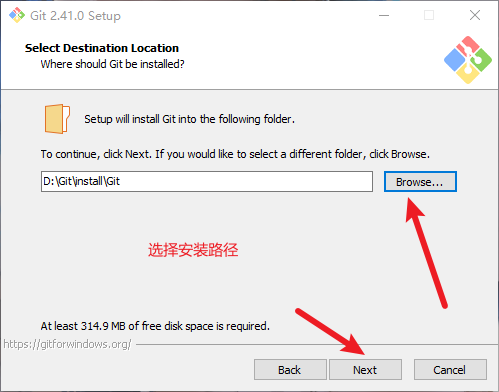 Git 2.41.0 Setup
Select Destination Location
Where should Git be installed?
Setup will install Git into the following folder.
To continue, click Next. If you would like to select a different folder, click Browse.
D:\Git\install\Git
Browse...
选择安装路径
At least 314.9 MB of free disk space is required.
https://gitforwindows.org/
Back
Next
Cancel